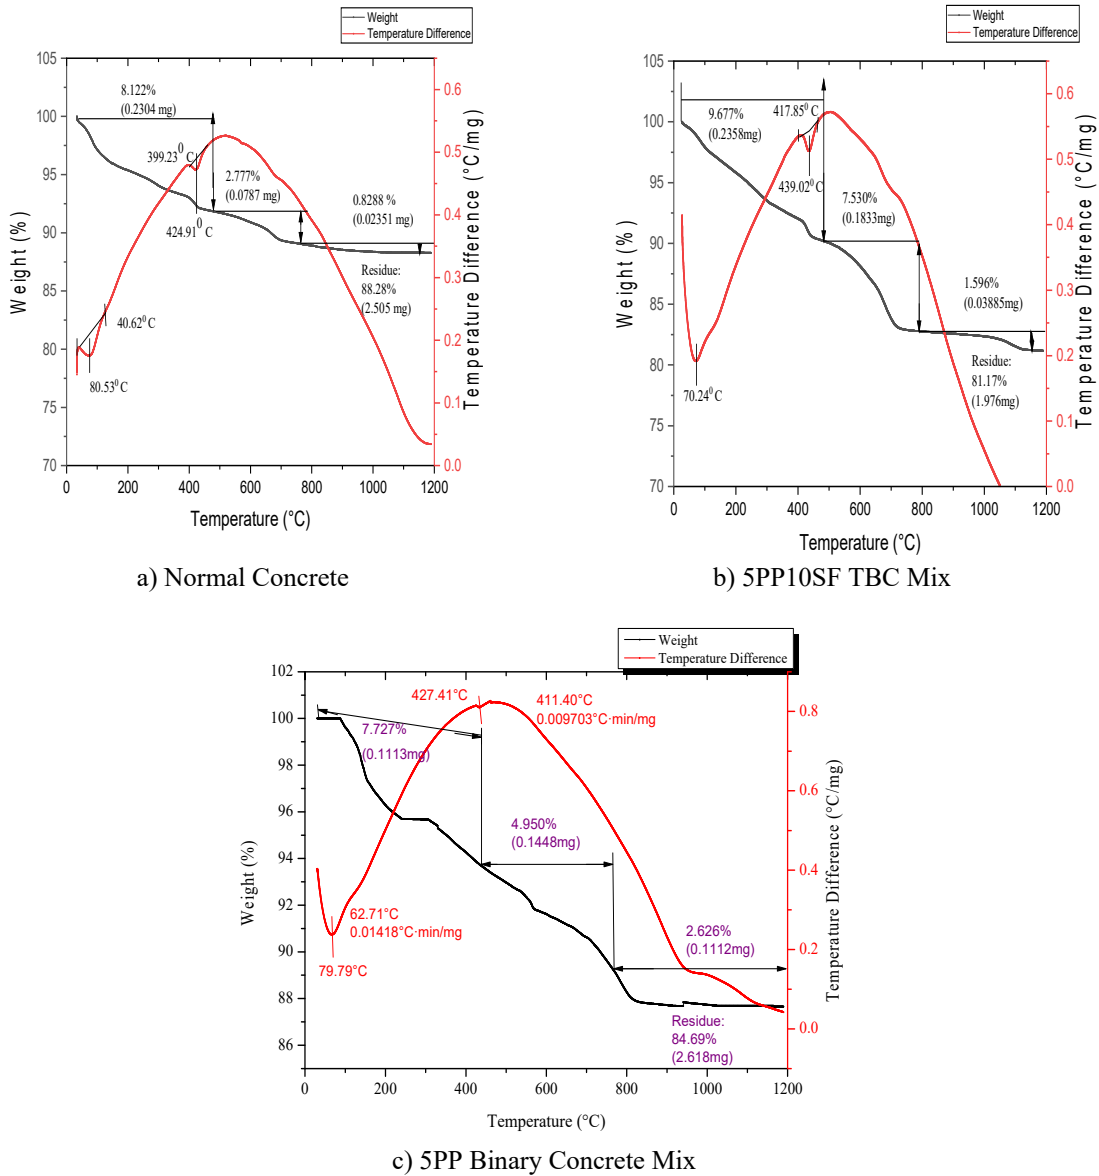 Weight
Temperature Difference
105
100
95
90
85
80
75
70
0.6
0.5
0.4
0.3
0.2
0.1
0.0
0
200
400
600
800
1000
1200
Weight (%)
Temperature Difference (°C/mg)
Temperature (°C)
8.122%
(0.2304 mg)
399.23⁰ C
2.777%
(0.0787 mg)
0.8288 %
(0.02351 mg)
424.91⁰ C
Residue:
88.28%
(2.505 mg)
40.62⁰ C
80.53⁰ C
a) Normal Concrete
Weight
Temperature Difference
105
100
95
90
85
80
75
70
0.6
0.5
0.4
0.3
0.2
0.1
0.0
0
200
400
600
800
1000
1200
Weight (%)
Temperature Difference (°C/mg)
Temperature (°C)
9.677%
(0.2358mg)
417.85⁰ C
439.02⁰C
7.530%
(0.1833mg)
1.596%
(0.03885mg)
Residue:
81.17%
(1.976mg)
70.24⁰ C
b) 5PP10SF TBC Mix
Weight
Temperature Difference
102
100
98
96
94
92
90
88
86
0.8
0.6
0.4
0.2
0.0
0
200
400
600
800
1000
1200
Weight (%)
Temperature Difference (°C/mg)
Temperature (°C)
427.41°C
411.40°C
0.009703°C·min/mg
7.727%
(0.1113mg)
4.950%
(0.1448mg)
62.71°C
0.01418°C·min/mg
79.79°C
2.626%
(0.1112mg)
Residue:
84.69%
(2.618mg)
c) 5PP Binary Concrete Mix